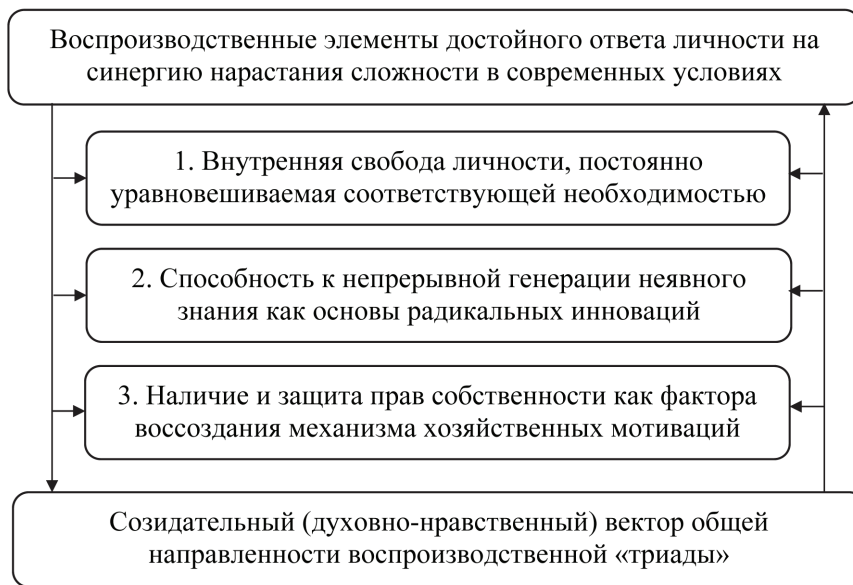 Воспроизводственные элементы достойного ответа личности на
синергию нарастания сложности в современных условиях
1. Внутренняя свобода личности, постоянно
уравновешиваемая соответствующей необходимостью
2. Способность к непрерывной генерации неявного
знания как основы радикальных инноваций
3. Наличие и защита прав собственности как фактора
воссоздания механизма хозяйственных мотиваций
Созидательный (духовно-нравственный) вектор общей
направленности воспроизводственной «триады»